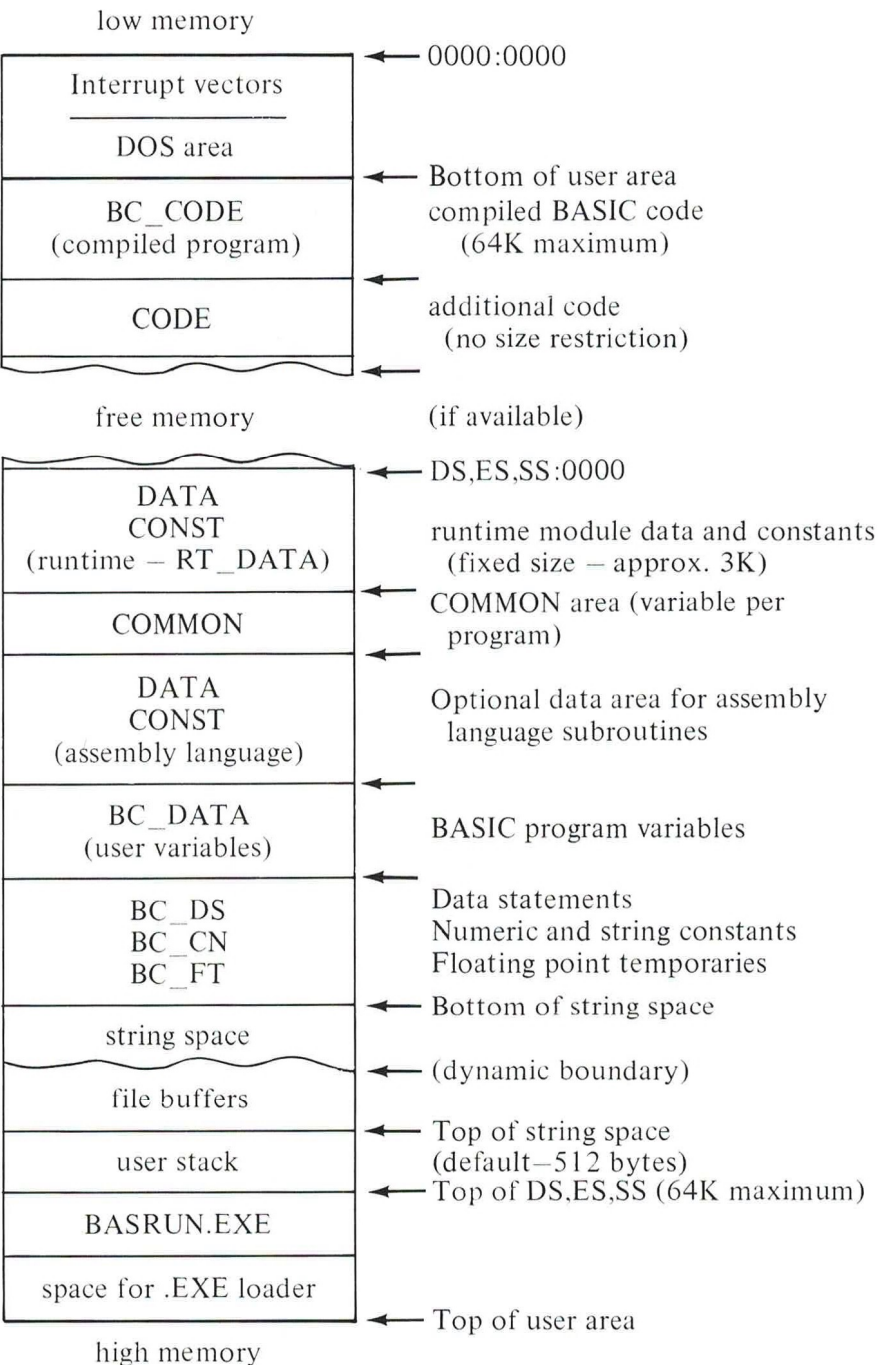 low memory
0000:0000
Interrupt vectors
DOS area
Bottom of user area
BC_CODE
(compiled program)
compiled BASIC code
(64K maximum)
CODE
additional code
(no size restriction)
free memory
(if available)
DS,ES,SS:0000
DATA
CONST
(runtime – RT_DATA)
runtime module data and constants
(fixed size – approx. 3K)
COMMON
COMMON area (variable per
program)
DATA
CONST
(assembly language)
Optional data area for assembly
language subroutines
BC_DATA
(user variables)
BASIC program variables
BC_DS
BC_CN
BC_FT
Data statements
Numeric and string constants
Floating point temporaries
Bottom of string space
string space
(dynamic boundary)
file buffers
Top of string space
user stack
(default–512 bytes)
Top of DS,ES,SS (64K maximum)
BASRUN.EXE
space for .EXE loader
Top of user area
high memory